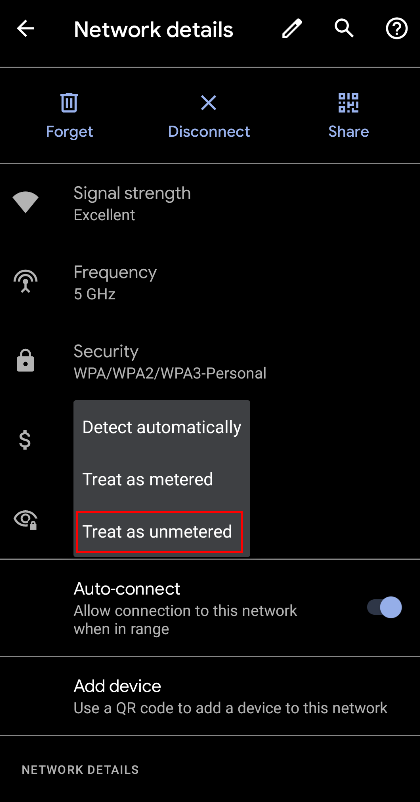 Network details
Forget
Disconnect
Share
Signal strength
Excellent
Frequency
5 GHz
Security
WPA/WPA2/WPA3-Personal
Detect automatically
Treat as metered
Treat as unmetered
Auto-connect
Allow connection to this network
when in range
Add device
Use a QR code to add a device to this network
NETWORK DETAILS